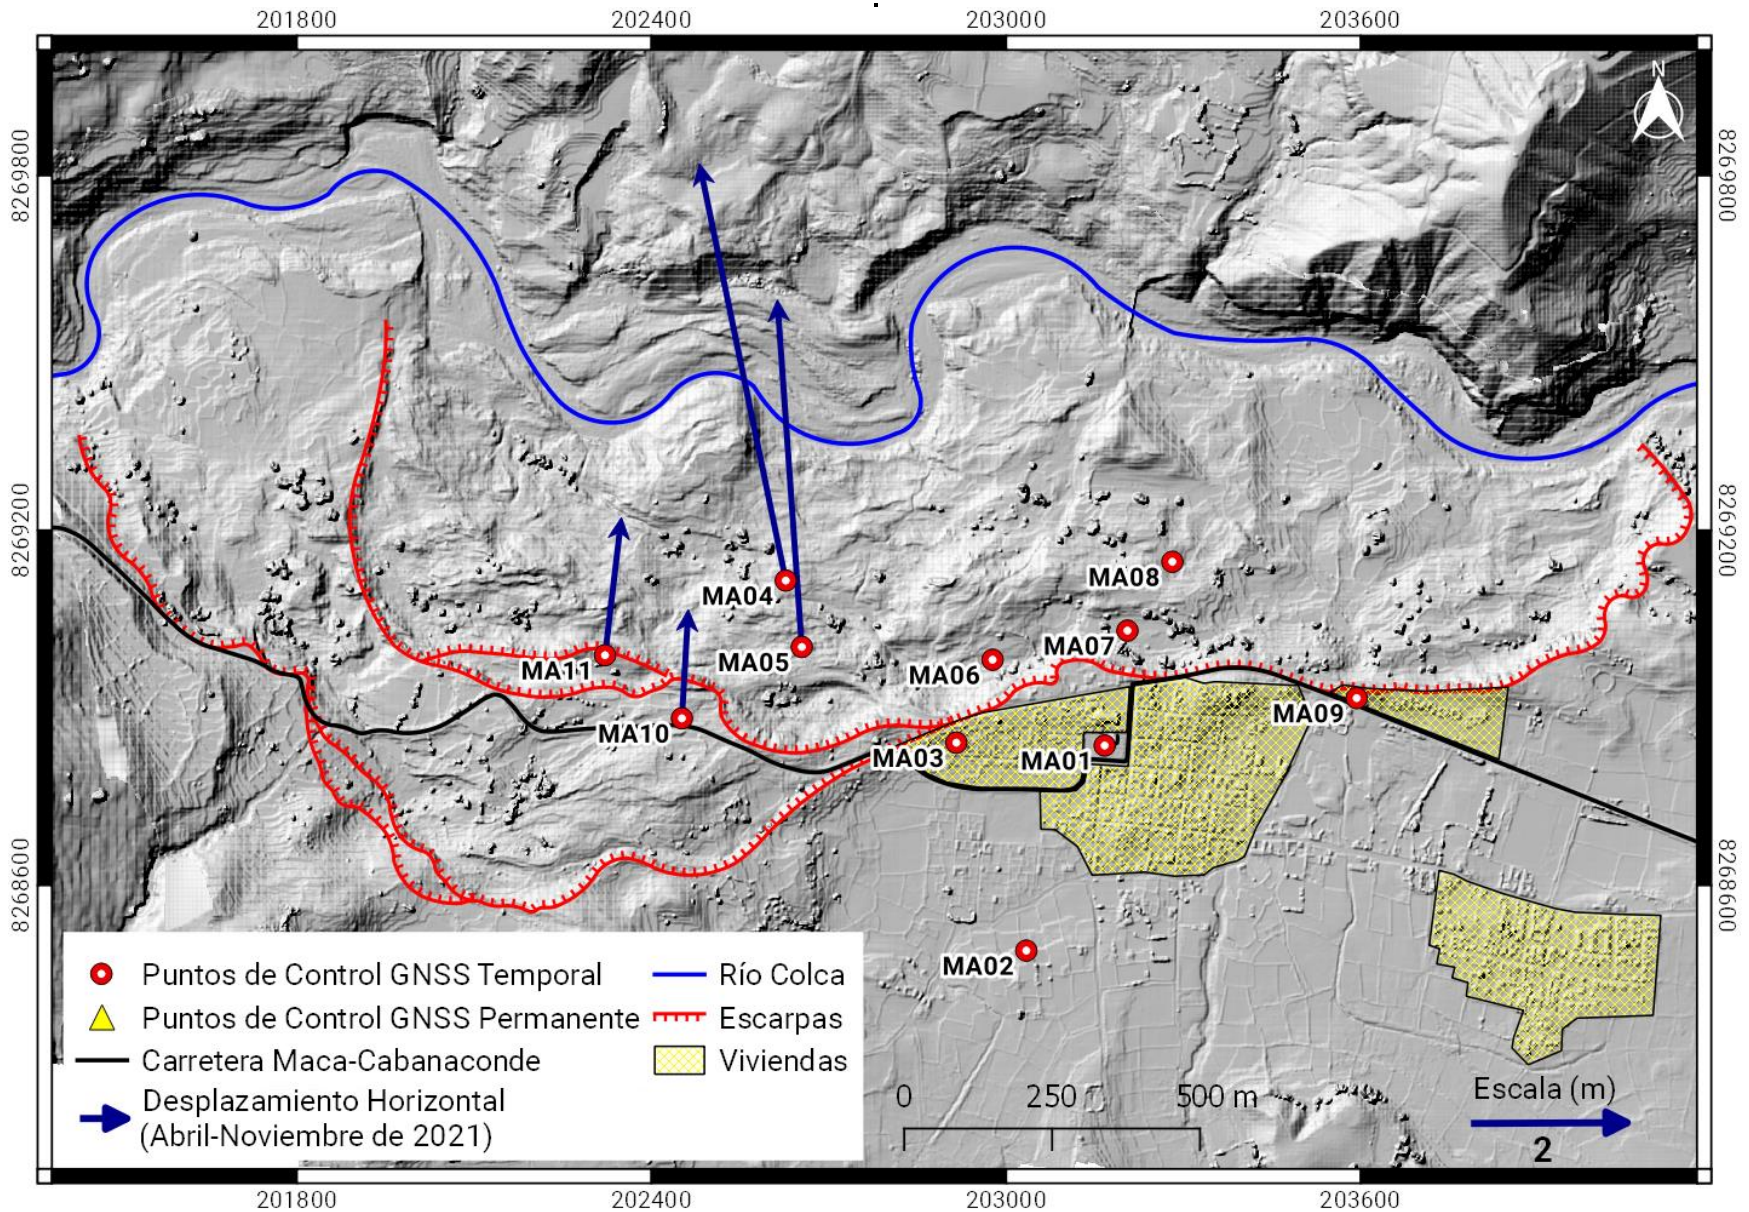 201800 202400 203000 203600
N
8269800
8269800
8269200
8269200
MA08
MA04
MA07
MA05
MA11
MA06
MA09
MA10
MA03
MA01
8268600
8268600
MA02
Puntos de Control GNSS Temporal
Río Colca
Puntos de Control GNSS Permanente
Escarpas
Carretera Maca-Cabanaconde
Viviendas
Desplazamiento Horizontal
(Abril-Noviembre de 2021)
0 250 500 m
Escala (m)
2
201800 202400 203000 203600